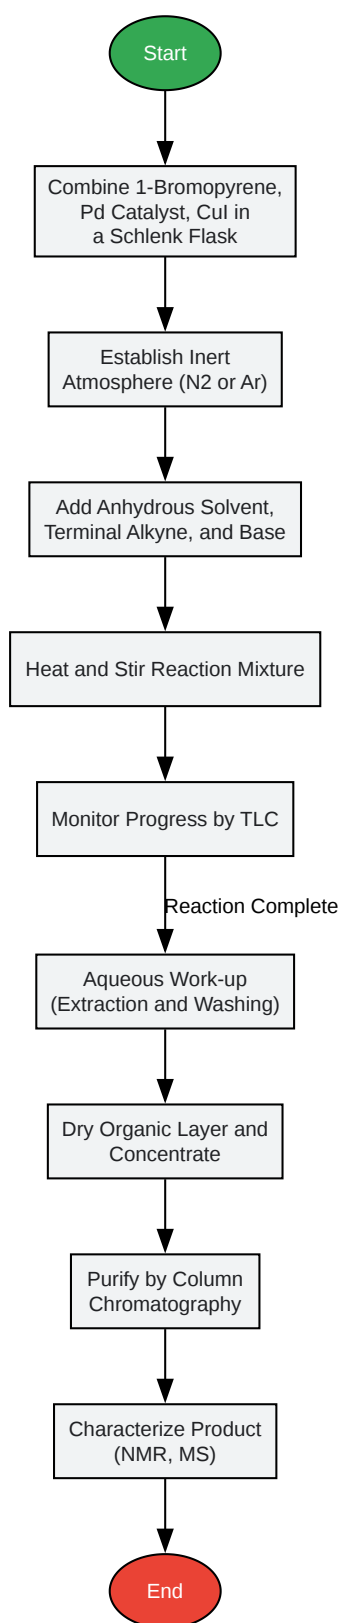 Start
Combine 1-Bromopyrene,
Pd Catalyst, CuI in
a Schlenk Flask
Establish Inert
Atmosphere (N2 or Ar)
Add Anhydrous Solvent,
Terminal Alkyne, and Base
Heat and Stir Reaction Mixture
Monitor Progress by TLC
Reaction Complete
Aqueous Work-up
(Extraction and Washing)
Dry Organic Layer and
Concentrate
Purify by Column
Chromatography
Characterize Product
(NMR, MS)
End